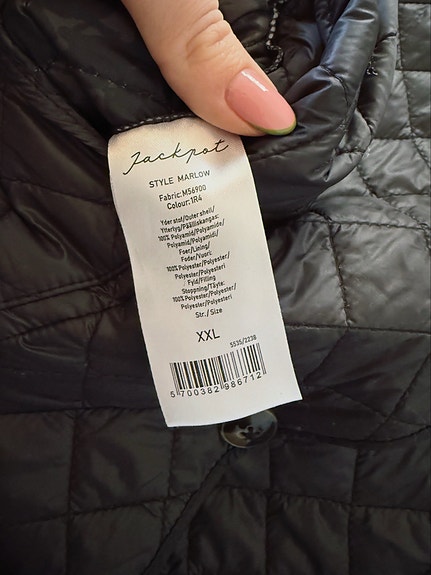 Jackpot
STYLE MARLOW
Fabric:M56900
Colour:1R4
Yder stof/Outer shell/
Yttertyg/Päälliskangas:
100% Polyamid/Polyamide/
Polyamid/Polyamidi
Foer/Lining/
Foder/Vuori:
100% Polyester/Polyester/
Polyester/Polyesteri
Fyld/Filling
Stoppning/Täyte:
100% Polyester/Polyester/
Polyester/Polyesteri
Str./ Size
XXL
5535/2238
5 700382 986712